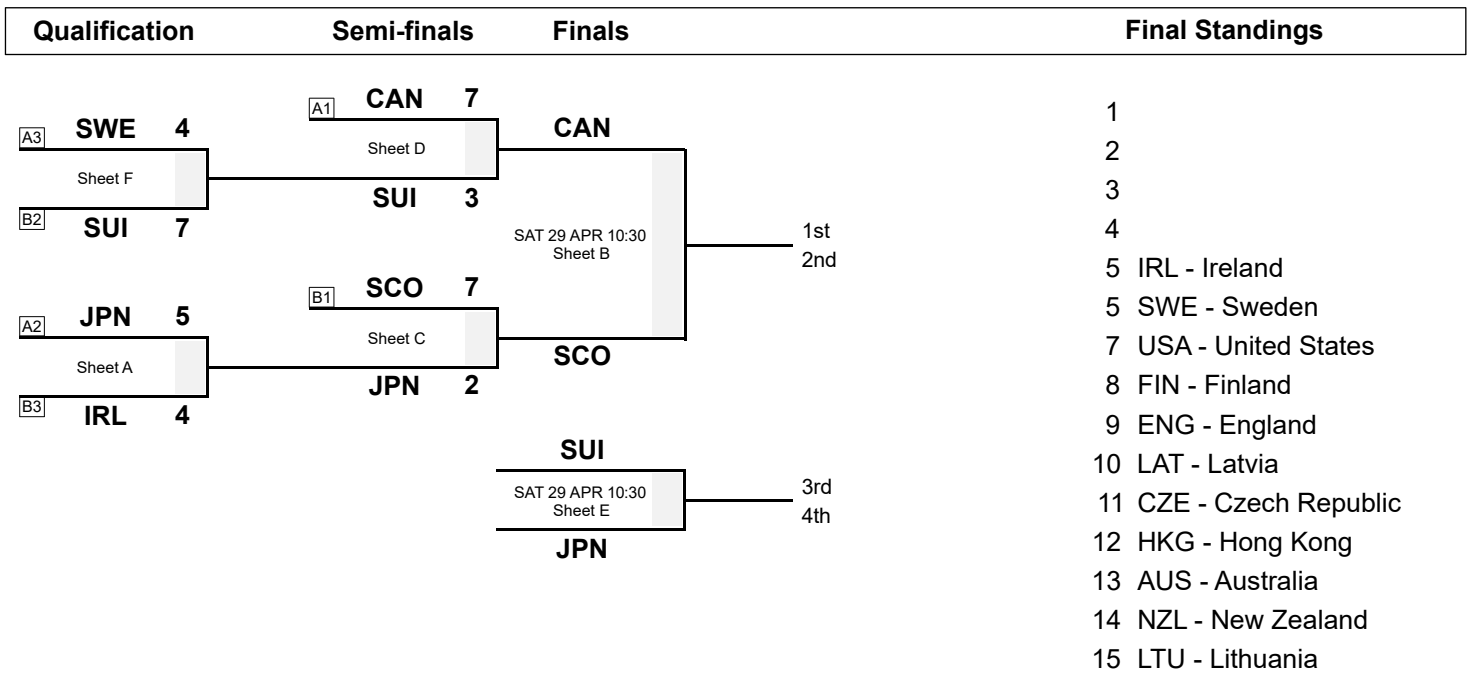 Qualification Semi-finals Finals Final Standings
A3 SWE 4
Sheet F
B2 SUI 7
A2 JPN 5
Sheet A
B3 IRL 4
A1 CAN 7
Sheet D
SUI 3
B1 SCO 7
Sheet C
JPN 2
CAN
SAT 29 APR 10:30
Sheet B
SCO
1st
2nd
SUI
SAT 29 APR 10:30
Sheet E
JPN
3rd
4th
1
2
3
4
5 IRL - Ireland
5 SWE - Sweden
7 USA - United States
8 FIN - Finland
9 ENG - England
10 LAT - Latvia
11 CZE - Czech Republic
12 HKG - Hong Kong
13 AUS - Australia
14 NZL - New Zealand
15 LTU - Lithuania